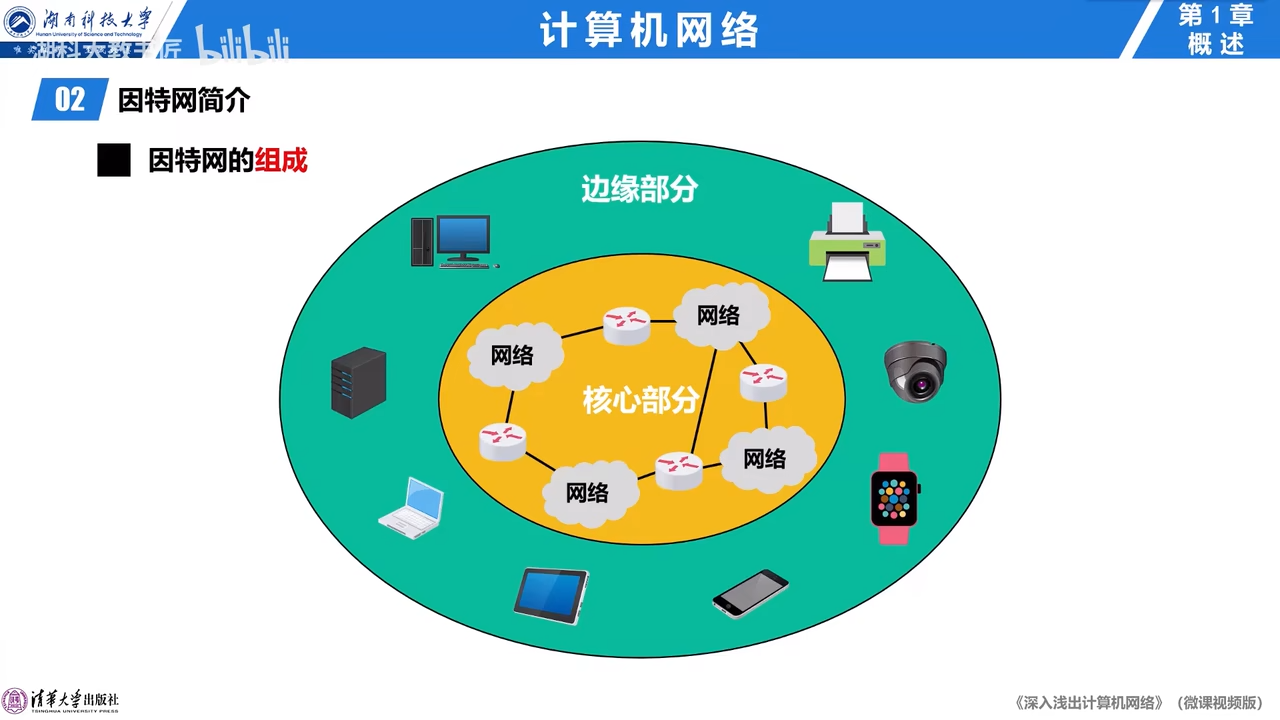 湖南科技大学
Hunan University of Science and Technology
湖科大教书匠 bilibili
计算机网络
第1章
概述
02 因特网简介
因特网的组成
边缘部分
网络
网络
核心部分
网络
网络
清华大学出版社
TSINGHUA UNIVERSITY PRESS
《深入浅出计算机网络》（微课视频版）